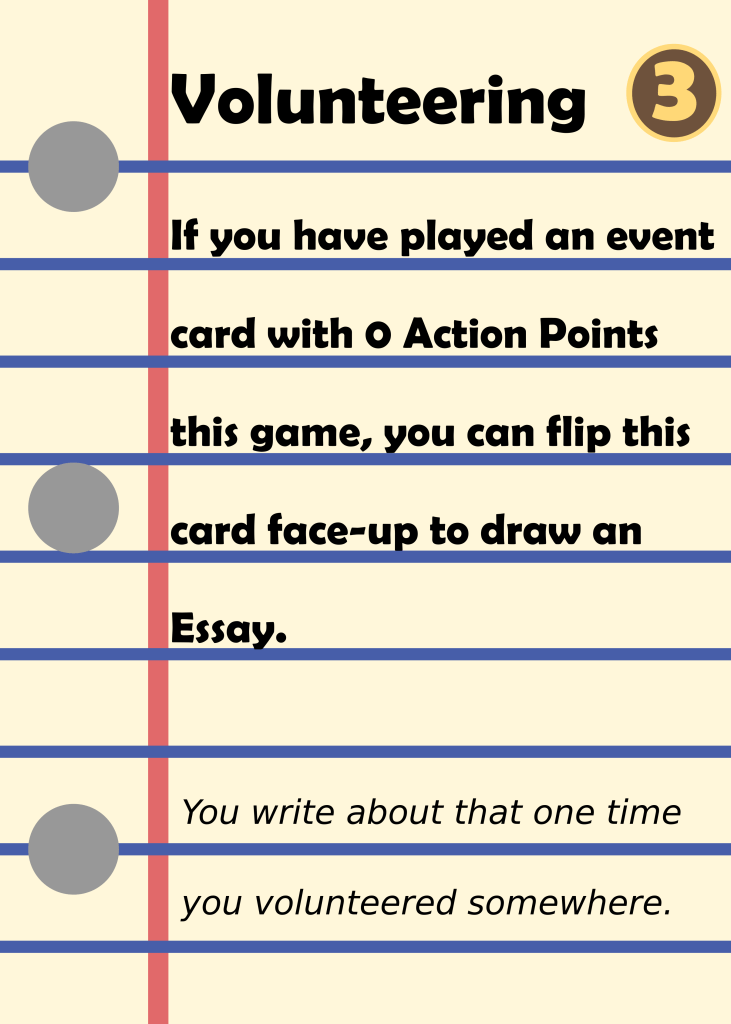 Volunteering 3
If you have played an event
card with 0 Action Points
this game, you can flip this
card face-up to draw an
Essay.
You write about that one time
you volunteered somewhere.